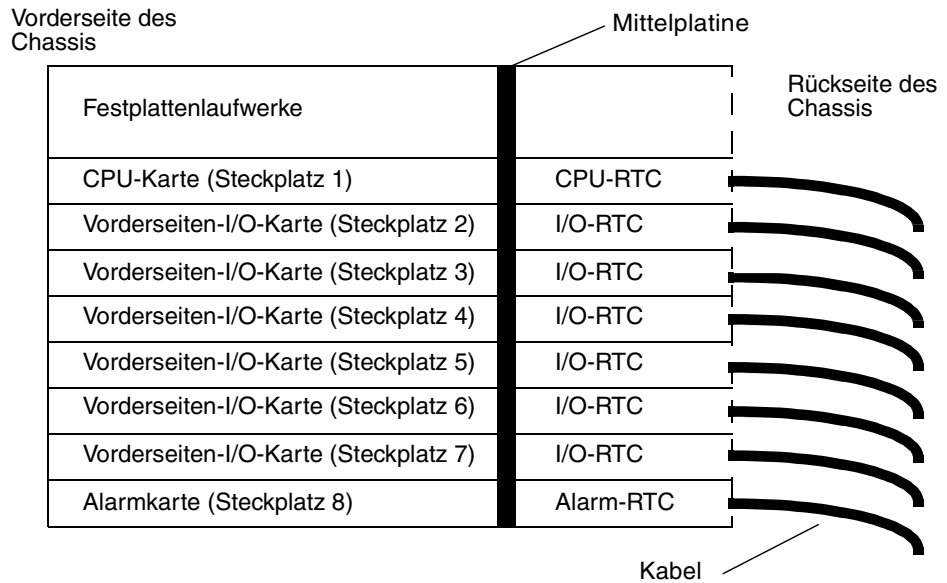 Vorderseite des
Chassis
Mittelplatine
Rückseite des
Chassis
Festplattenlaufwerke
CPU-Karte (Steckplatz 1) CPU-RTC
Vorderseiten-I/O-Karte (Steckplatz 2) I/O-RTC
Vorderseiten-I/O-Karte (Steckplatz 3) I/O-RTC
Vorderseiten-I/O-Karte (Steckplatz 4) I/O-RTC
Vorderseiten-I/O-Karte (Steckplatz 5) I/O-RTC
Vorderseiten-I/O-Karte (Steckplatz 6) I/O-RTC
Vorderseiten-I/O-Karte (Steckplatz 7) I/O-RTC
Alarmkarte (Steckplatz 8) Alarm-RTC
Kabel